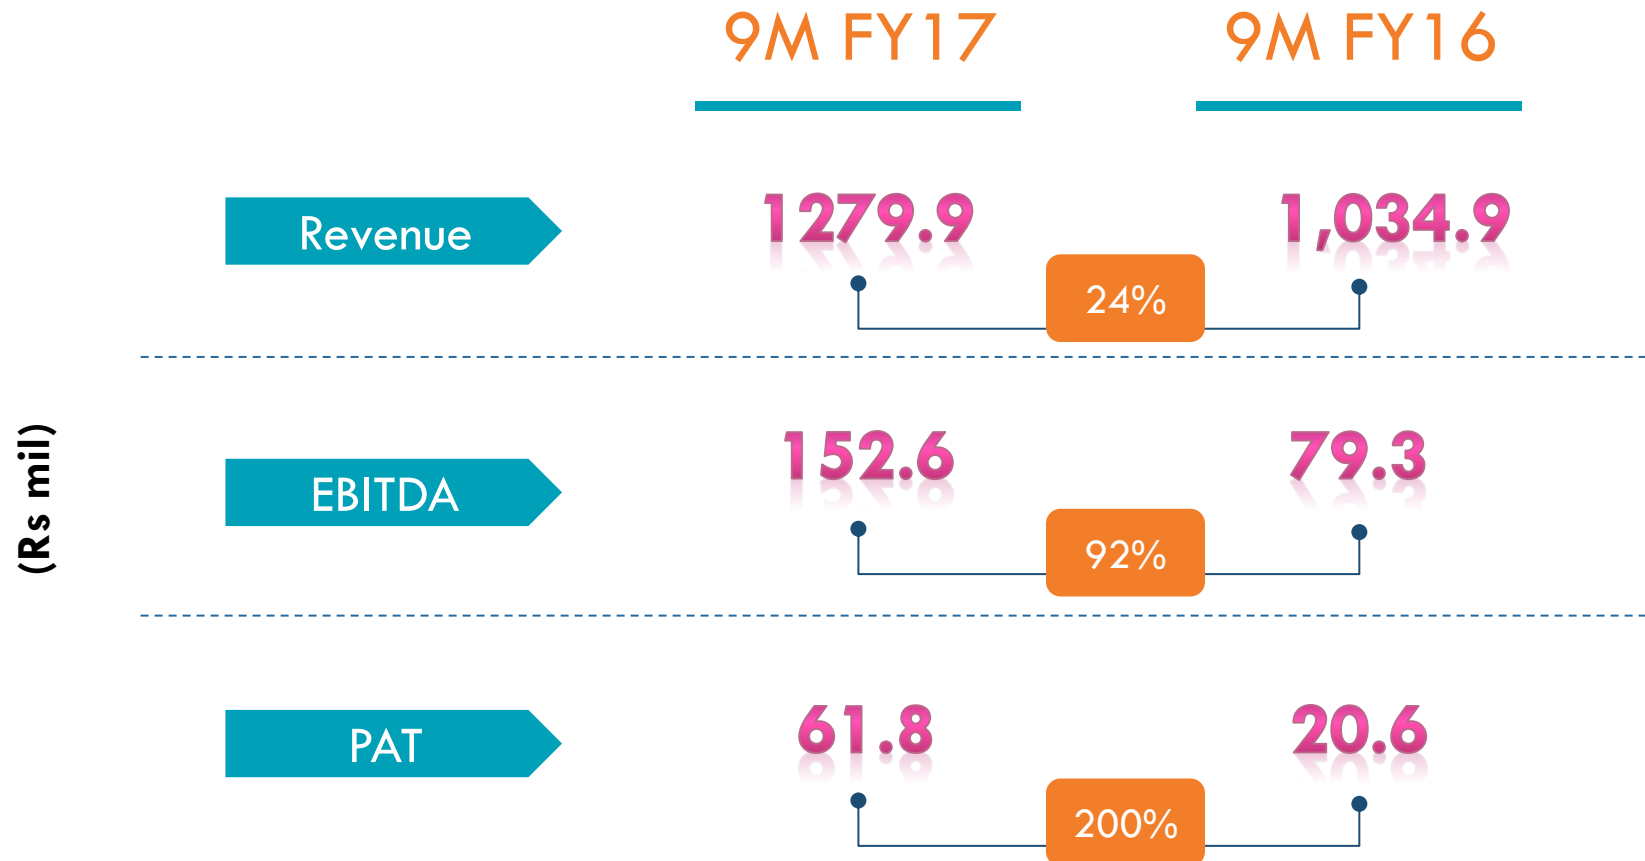 9M FY17 9M FY16
Revenue 1279.9 1,034.9
24%
(Rs mil)
EBITDA 152.6 79.3
92%
PAT 61.8 20.6
200%